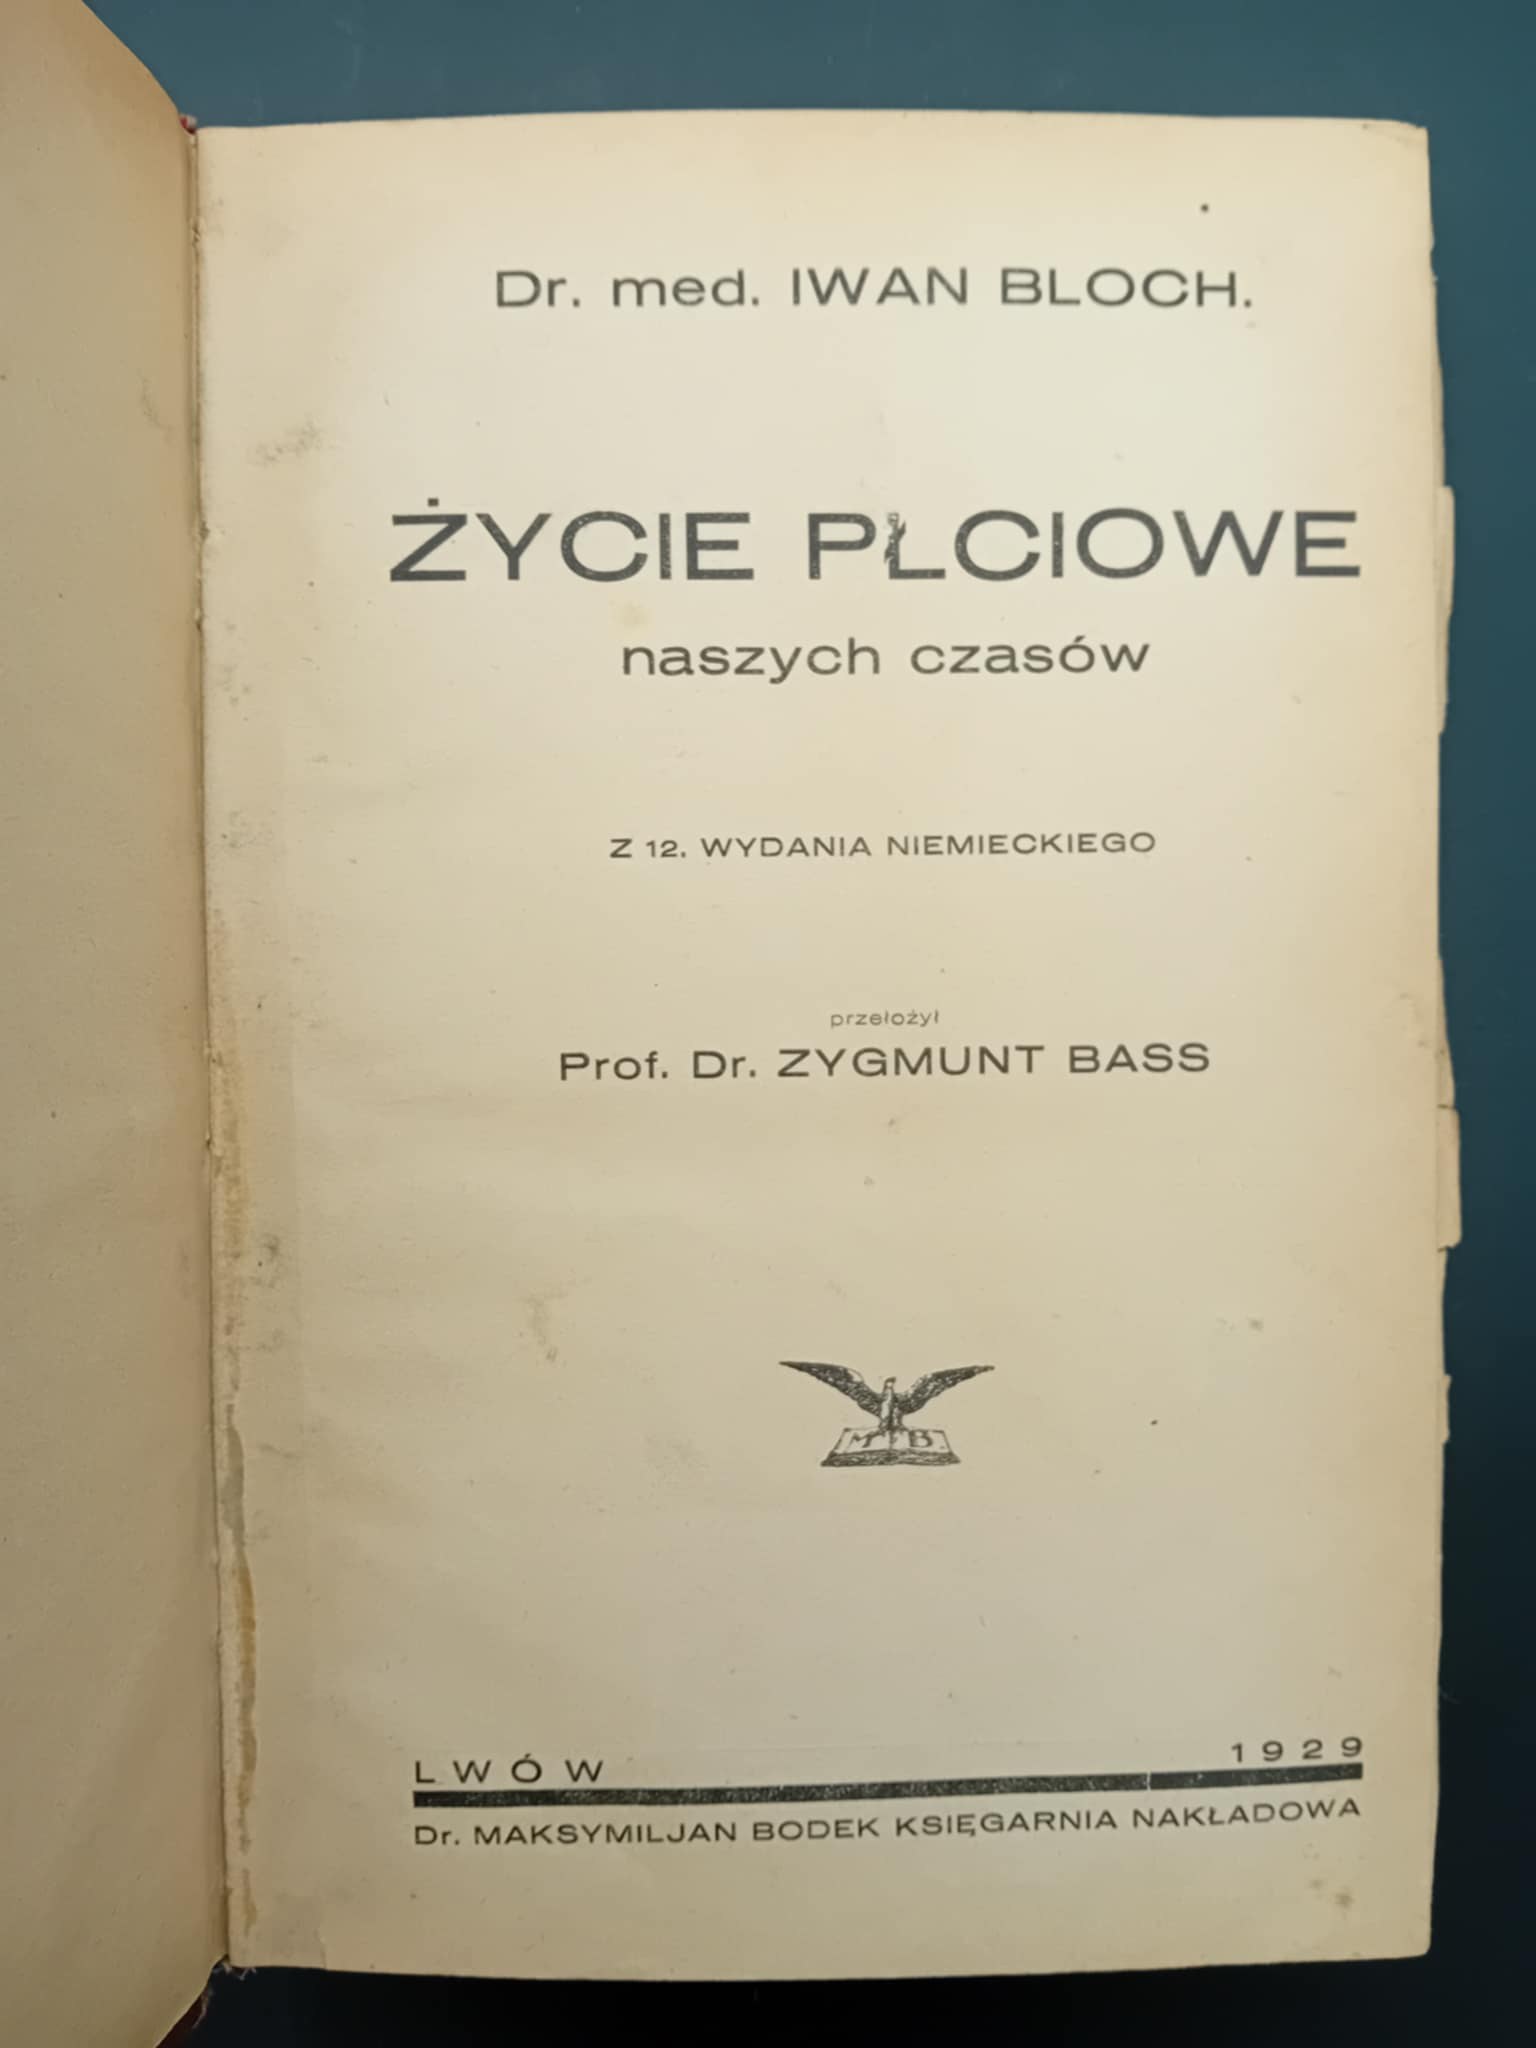 Dr. med. IWAN BLOCH.
ŻYCIE PŁCIOWE
naszych czasów
Z 12. WYDANIA NIEMIECKIEGO
przełożył
Prof. Dr. ZYGMUNT BASS
M B
LWÓW 1929
Dr. MAKSYMILJAN BODEK KSIĘGARNIA NAKŁADOWA